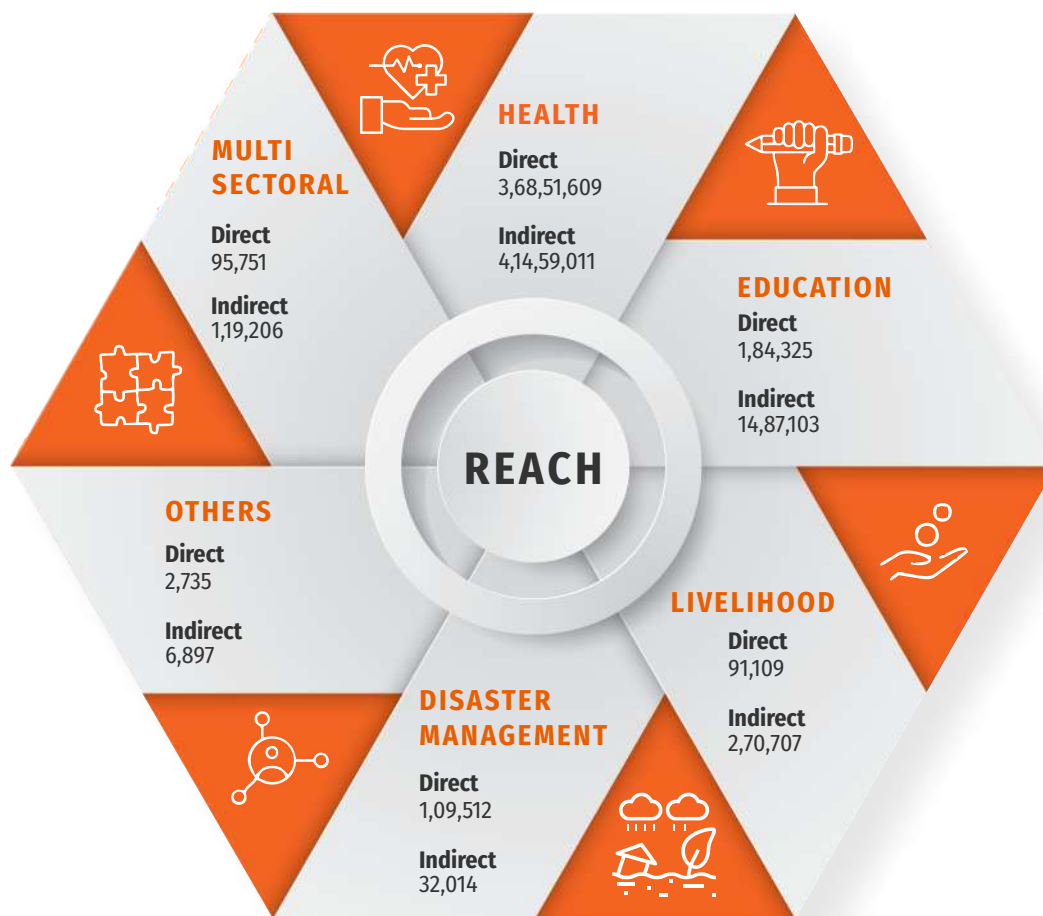 MULTI
SECTORAL
Direct
95,751
Indirect
1,19,206
HEALTH
Direct
3,68,51,609
Indirect
4,14,59,011
EDUCATION
Direct
1,84,325
Indirect
14,87,103
REACH
OTHERS
Direct
2,735
Indirect
6,897
LIVELIHOOD
Direct
91,109
Indirect
2,70,707
DISASTER
MANAGEMENT
Direct
1,09,512
Indirect
32,014